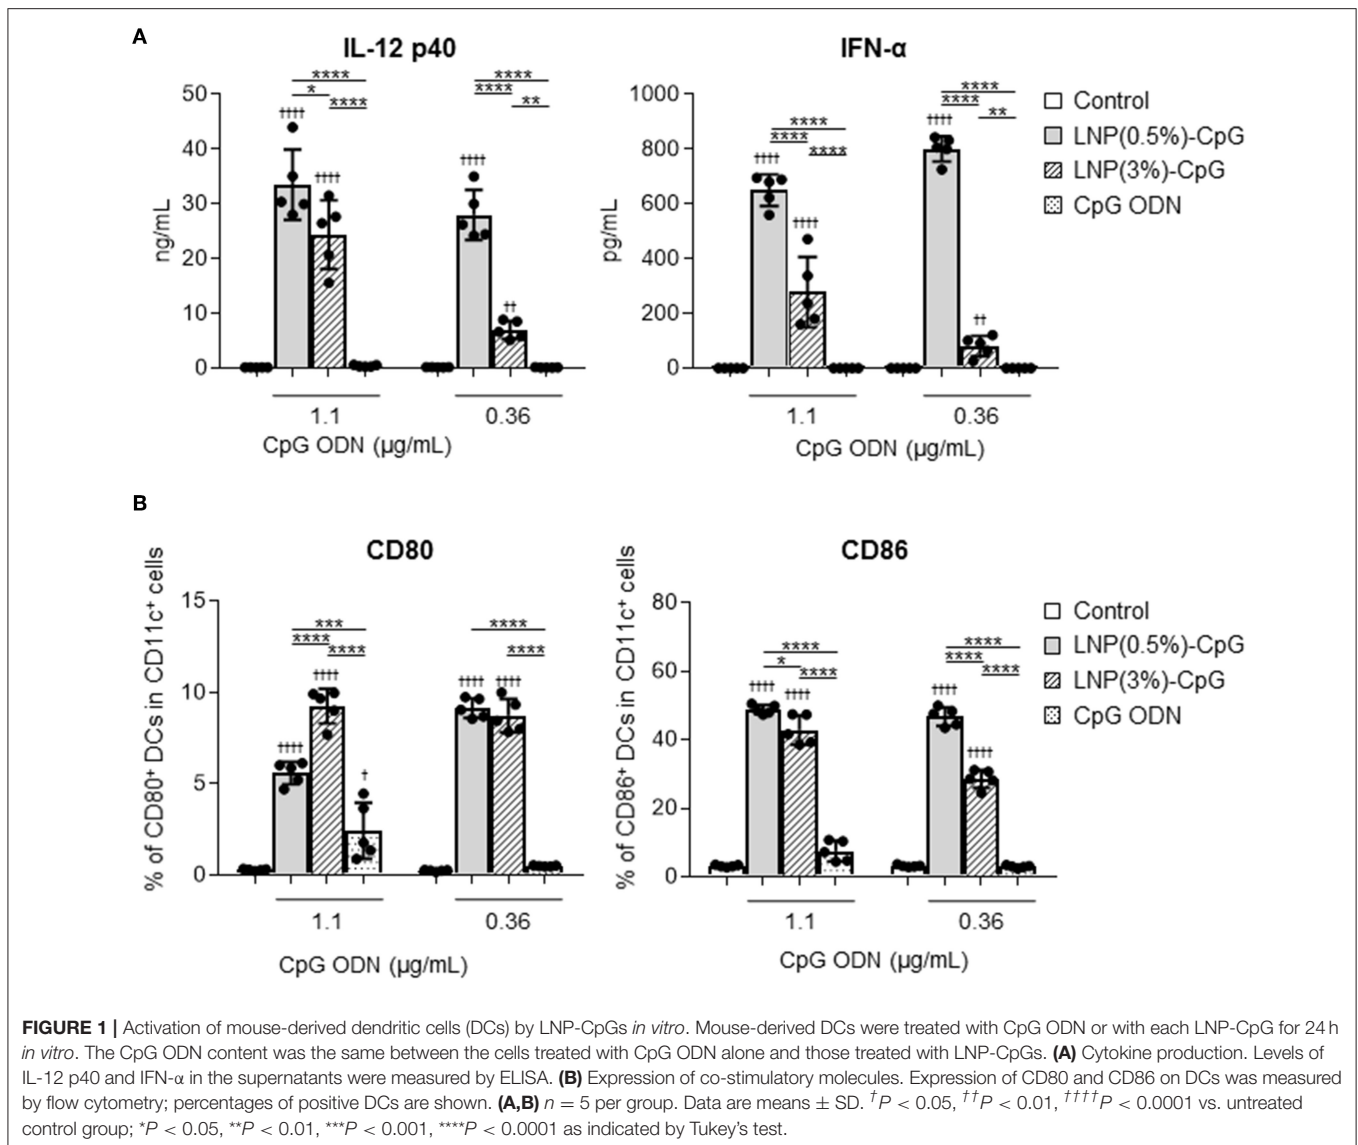 A
IL-12 p40
IFN-α
**** 
* ****
****
**** **
****
**** ****
****
**** **
50
40
30
20
10
0
ng/mL
†††† ††††
†††† ††
1.1 0.36
CpG ODN (µg/mL)
1000
800
600
400
200
0
pg/mL
†††† ††††
†††† ††
1.1 0.36
CpG ODN (µg/mL)
Control
LNP(0.5%)-CpG
LNP(3%)-CpG
CpG ODN
B
CD80
CD86
% of CD80⁺ DCs in CD11c⁺ cells
15
10
5
0
***
**** ****
****
****
†††† †††† †
†††† ††††
1.1 0.36
CpG ODN (µg/mL)
% of CD86⁺ DCs in CD11c⁺ cells
80
60
40
20
0
****
* ****
****
**** ****
†††† ††††
†††† ††††
1.1 0.36
CpG ODN (µg/mL)
Control
LNP(0.5%)-CpG
LNP(3%)-CpG
CpG ODN
FIGURE 1 | Activation of mouse-derived dendritic cells (DCs) by LNP-CpGs in vitro. Mouse-derived DCs were treated with CpG ODN or with each LNP-CpG for 24 h
in vitro. The CpG ODN content was the same between the cells treated with CpG ODN alone and those treated with LNP-CpGs. (A) Cytokine production. Levels of
IL-12 p40 and IFN-α in the supernatants were measured by ELISA. (B) Expression of co-stimulatory molecules. Expression of CD80 and CD86 on DCs was measured
by flow cytometry; percentages of positive DCs are shown. (A,B) n = 5 per group. Data are means ± SD. †P < 0.05, ††P < 0.01, ††††P < 0.0001 vs. untreated
control group; *P < 0.05, **P < 0.01, ***P < 0.001, ****P < 0.0001 as indicated by Tukey's test.